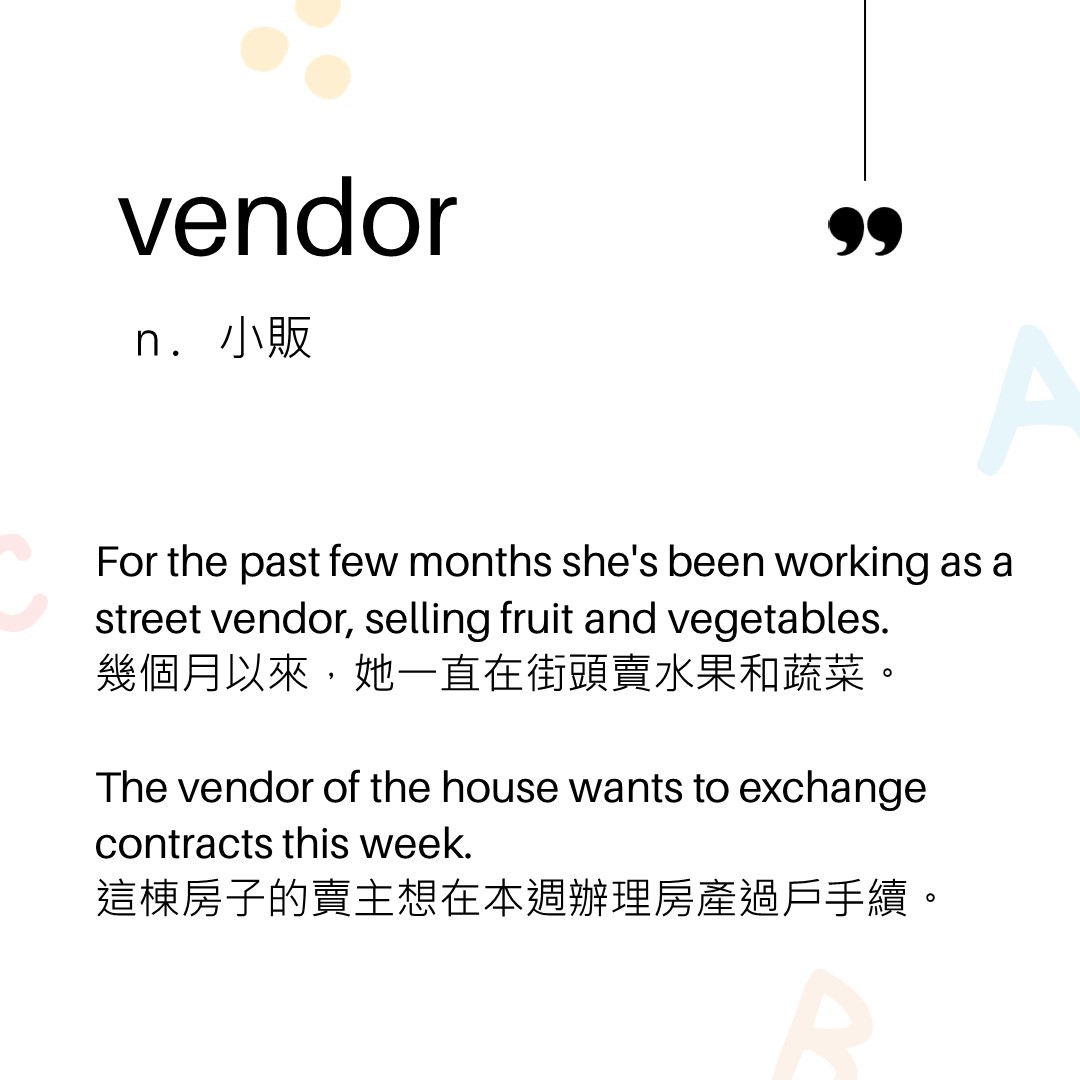 vendor
”
n. 小販
A
C
For the past few months she's been working as a
street vendor, selling fruit and vegetables.
幾個月以來，她一直在街頭賣水果和蔬菜。
The vendor of the house wants to exchange
contracts this week.
這棟房子的賣主想在本週辦理房產過戶手續。
B